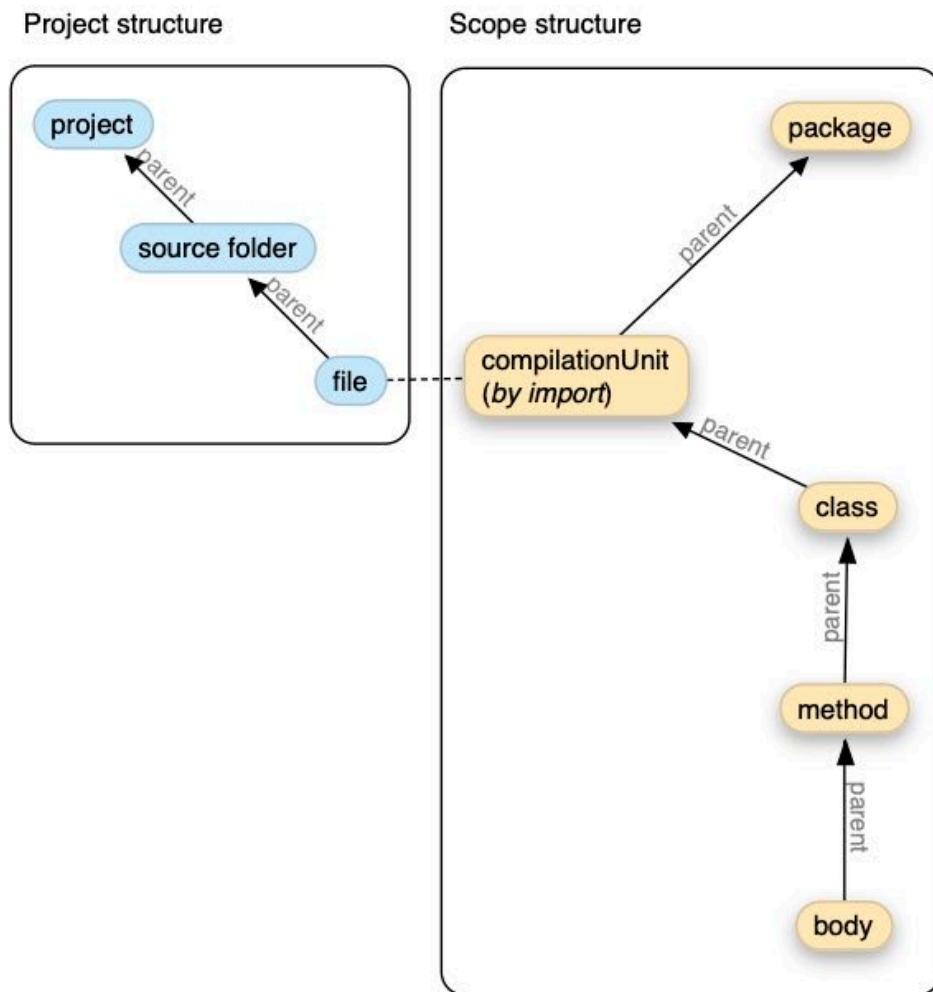 Project structure
Scope structure
project
package
parent
parent
source folder
parent
compilationUnit
(by import)
file
parent
class
parent
method
parent
body